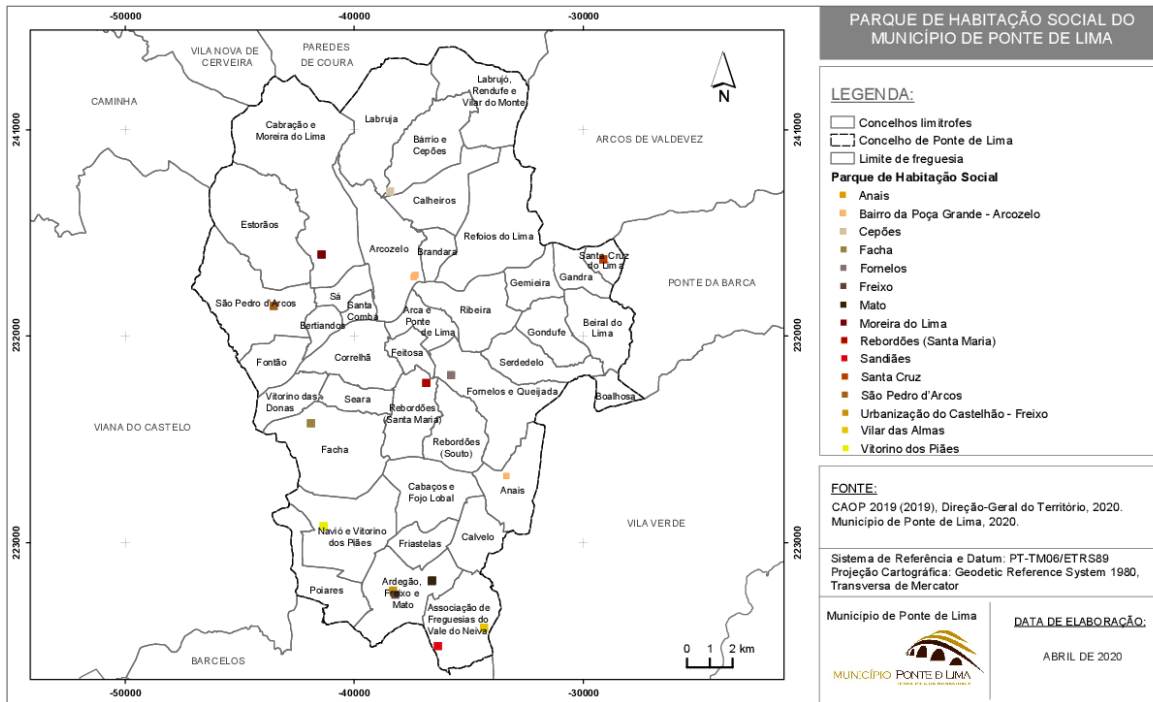 -50000
-40000
-30000
PARQUE DE HABITAÇÃO SOCIAL DO
MUNICÍPIO DE PONTE DE LIMA
VILA NOVA DE
CERVEIRA
PAREDES
DE COURA
CAMINHA
ARCOS DE VALDEVEZ
PONTE DA BARCA
VIANA DO CASTELO
VILA VERDE
BARCELOS
241000
232000
223000
241000
232000
223000
N
Labrujó,
Rendufe e
Vilar do Monte
Cabração e
Moreira do Lima
Labruja
Bárrio e
Cepões
Calheiros
Estorãos
Refoios do Lima
Arcozelo
Brandara
Santa Cruz
do Lima
Gandra
Gemieira
São Pedro d'Arcos
Sá
Santa
Comba
Arca e
Ponte
de Lima
Ribeira
Bertiandos
Beiral do
Lima
Gondufe
Correlhã
Feitosa
Fontão
Serdedelo
Fornelos e Queijada
Boalhosa
Vitorino das
Donas
Seara
Rebordões
(Santa Maria)
Facha
Rebordões
(Souto)
Cabaços e
Fojo Lobal
Anais
Navió e Vitorino
dos Piães
Friastelas
Calvelo
Poiares
Ardegão,
Freixo e
Mato
Associação de
Freguesias do
Vale do Neiva
0 1 2 km
-50000
-40000
-30000
LEGENDA:
Concelhos limítrofes
Concelho de Ponte de Lima
Limite de freguesia
Parque de Habitação Social
Anais
Bairro da Poça Grande - Arcozelo
Cepões
Facha
Fornelos
Freixo
Mato
Moreira do Lima
Rebordões (Santa Maria)
Sandiães
Santa Cruz
São Pedro d'Arcos
Urbanização do Castelhão - Freixo
Vilar das Almas
Vitorino dos Piães
FONTE:
CAOP 2019 (2019), Direção-Geral do Território, 2020.
Município de Ponte de Lima, 2020.
Sistema de Referência e Datum: PT-TM06/ETRS89
Projeção Cartográfica: Geodetic Reference System 1980,
Transversa de Mercator
Município de Ponte de Lima
MUNICÍPIO PONTE DE LIMA
DATA DE ELABORAÇÃO:
ABRIL DE 2020